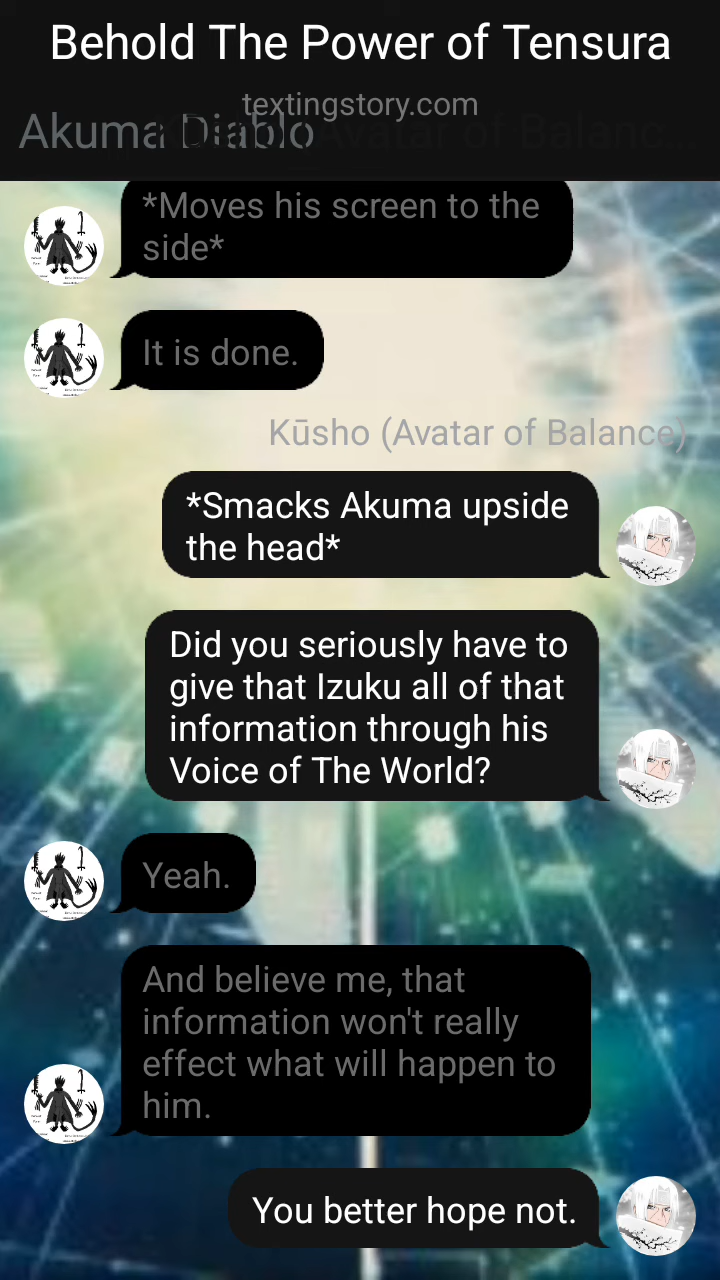 Behold The Power of Tensura
textingstory.com
Akuma Diablo
Avatar of Balanc...
*Moves his screen to the
side*
It is done.
Kūsho (Avatar of Balance)
*Smacks Akuma upside
the head*
Did you seriously have to
give that Izuku all of that
information through his
Voice of The World?
Yeah.
And believe me, that
information won't really
effect what will happen to
him.
You better hope not.